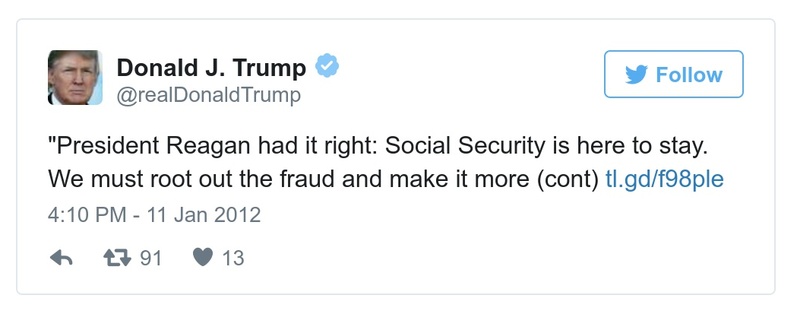 Donald J. Trump
@realDonaldTrump
Follow
"President Reagan had it right: Social Security is here to stay.
We must root out the fraud and make it more (cont) tl.gd/f98ple
4:10 PM - 11 Jan 2012
91 13